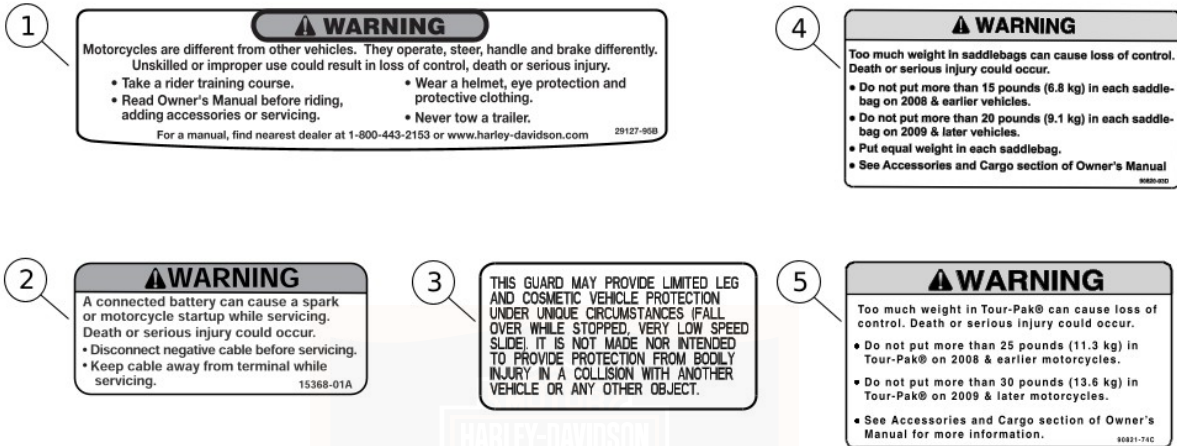 1
WARNING
Motorcycles are different from other vehicles. They operate, steer, handle and brake differently.
Unskilled or improper use could result in loss of control, death or serious injury.
• Take a rider training course.
• Read Owner's Manual before riding,
adding accessories or servicing.
• Wear a helmet, eye protection and
protective clothing.
• Never tow a trailer.
For a manual, find nearest dealer at 1-800-443-2153 or www.harley-davidson.com
29127-95B
4
WARNING
Too much weight in saddlebags can cause loss of control.
Death or serious injury could occur.
• Do not put more than 15 pounds (6.8 kg) in each saddle-
bag on 2008 & earlier vehicles.
• Do not put more than 20 pounds (9.1 kg) in each saddle-
bag on 2009 & later vehicles.
• Put equal weight in each saddlebag.
• See Accessories and Cargo section of Owner's Manual
2
WARNING
A connected battery can cause a spark
or motorcycle startup while servicing.
Death or serious injury could occur.
• Disconnect negative cable before servicing.
• Keep cable away from terminal while
servicing.
15368-01A
3
THIS GUARD MAY PROVIDE LIMITED LEG
AND COSMETIC VEHICLE PROTECTION
UNDER UNIQUE CIRCUMSTANCES (FALL
OVER WHILE STOPPED, VERY LOW SPEED
SLIDE). IT IS NOT MADE NOR INTENDED
TO PROVIDE PROTECTION FROM BODILY
INJURY IN A COLLISION WITH ANOTHER
VEHICLE OR ANY OTHER OBJECT.
5
WARNING
Too much weight in Tour-Pak® can cause loss of
control. Death or serious injury could occur.
• Do not put more than 25 pounds (11.3 kg) in
Tour-Pak® on 2008 & earlier motorcycles.
• Do not put more than 30 pounds (13.6 kg) in
Tour-Pak® on 2009 & later motorcycles.
• See Accessories and Cargo section of Owner's
Manual for more information.
90821-74C
HARLEY-DAVIDSON